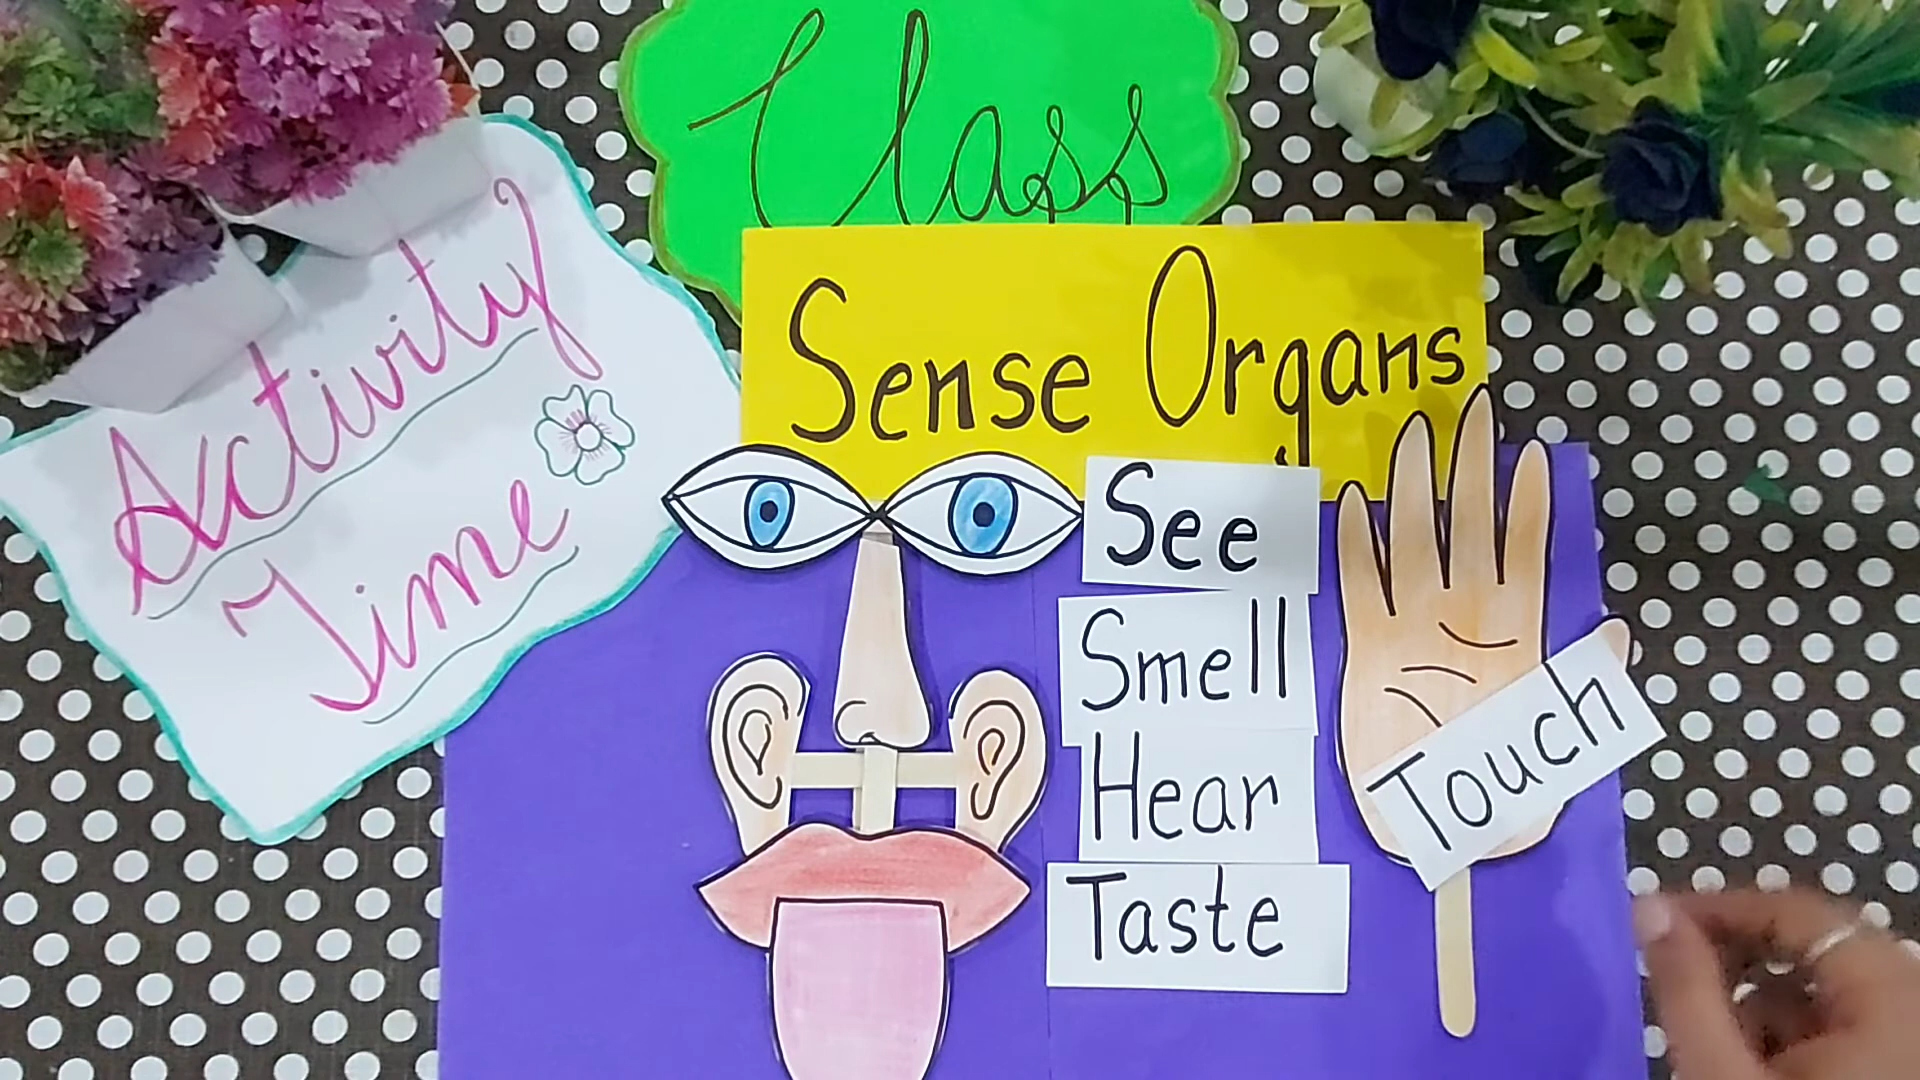 Class
Activity
Time
Sense Organs
See
Smell
Hear
Taste
Touch